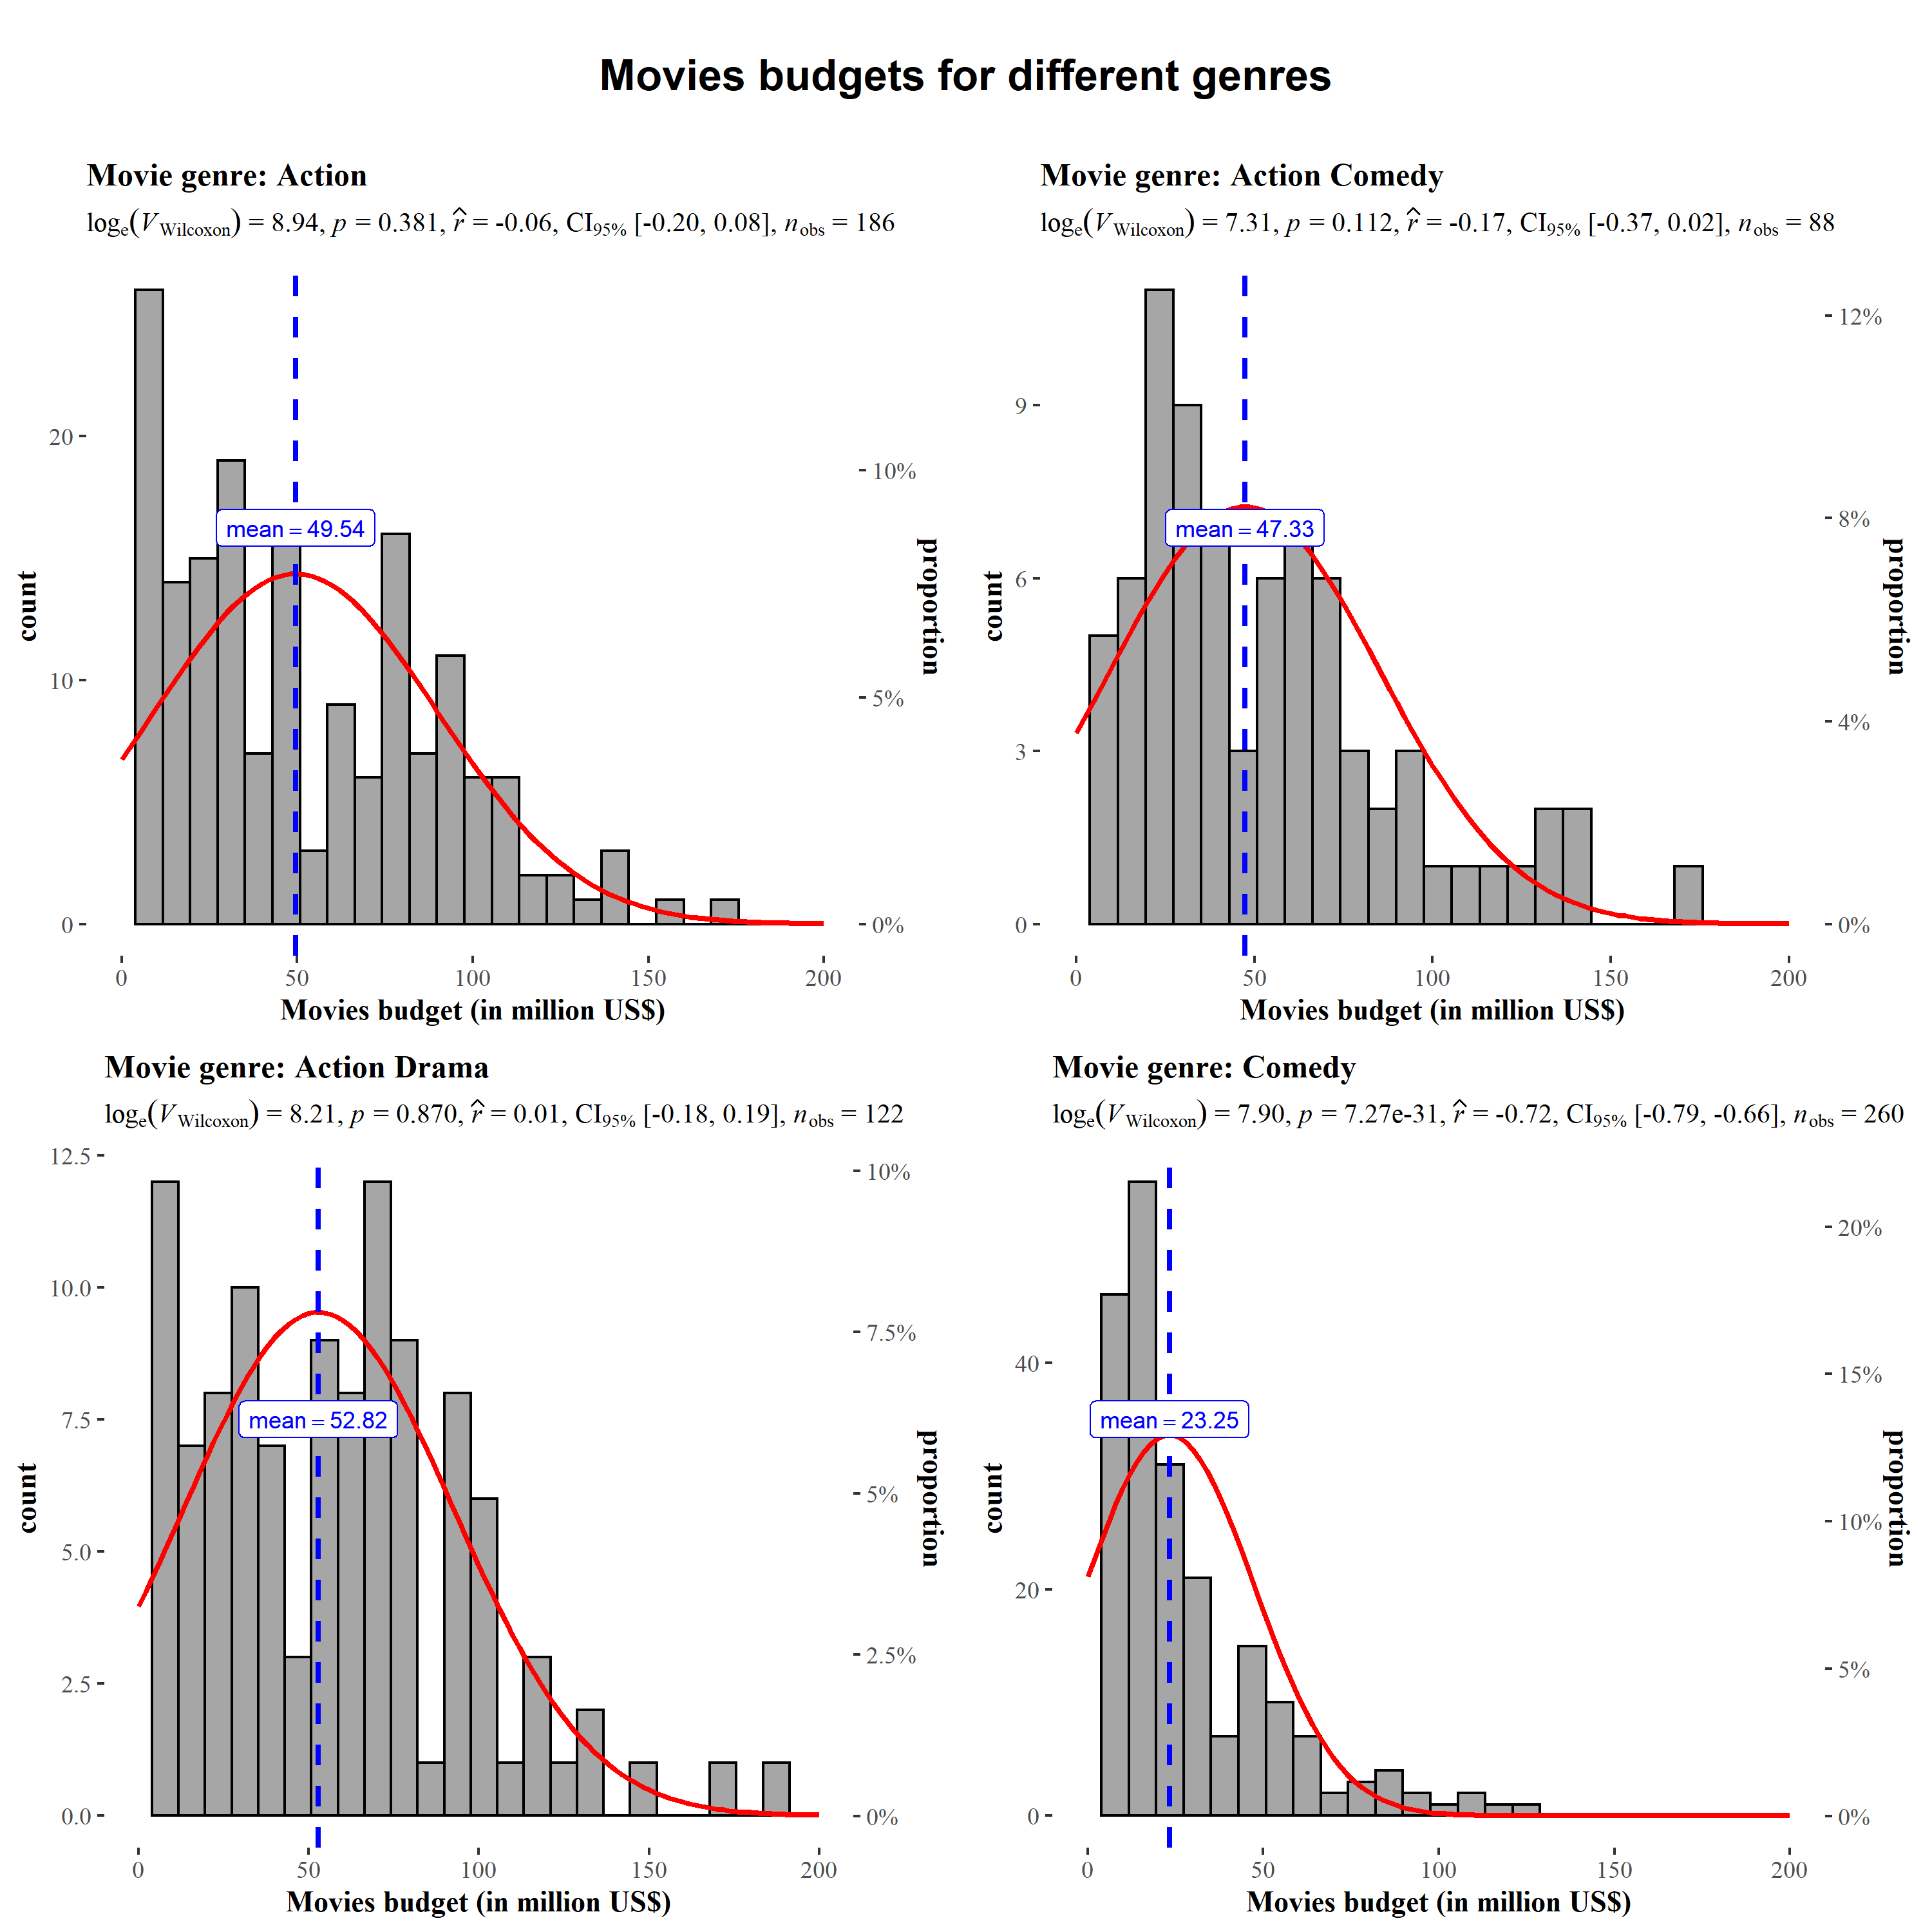 Movies budgets for different genres
Movie genre: Action
logₑ(V_Wilcoxon) = 8.94, p = 0.381, r̂ = -0.06, CI₉₅% [-0.20, 0.08], n_obs = 186
20
10
0
count
mean = 49.54
10%
5%
0%
proportion
0 50 100 150 200
Movies budget (in million US$)
Movie genre: Action Comedy
logₑ(V_Wilcoxon) = 7.31, p = 0.112, r̂ = -0.17, CI₉₅% [-0.37, 0.02], n_obs = 88
9
6
3
0
count
mean = 47.33
12%
8%
4%
0%
proportion
0 50 100 150 200
Movies budget (in million US$)
Movie genre: Action Drama
logₑ(V_Wilcoxon) = 8.21, p = 0.870, r̂ = 0.01, CI₉₅% [-0.18, 0.19], n_obs = 122
12.5
10.0
7.5
5.0
2.5
0.0
count
mean = 52.82
10%
7.5%
5%
2.5%
0%
proportion
0 50 100 150 200
Movies budget (in million US$)
Movie genre: Comedy
logₑ(V_Wilcoxon) = 7.90, p = 7.27e-31, r̂ = -0.72, CI₉₅% [-0.79, -0.66], n_obs = 260
40
20
0
count
mean = 23.25
20%
15%
10%
5%
0%
proportion
0 50 100 150 200
Movies budget (in million US$)